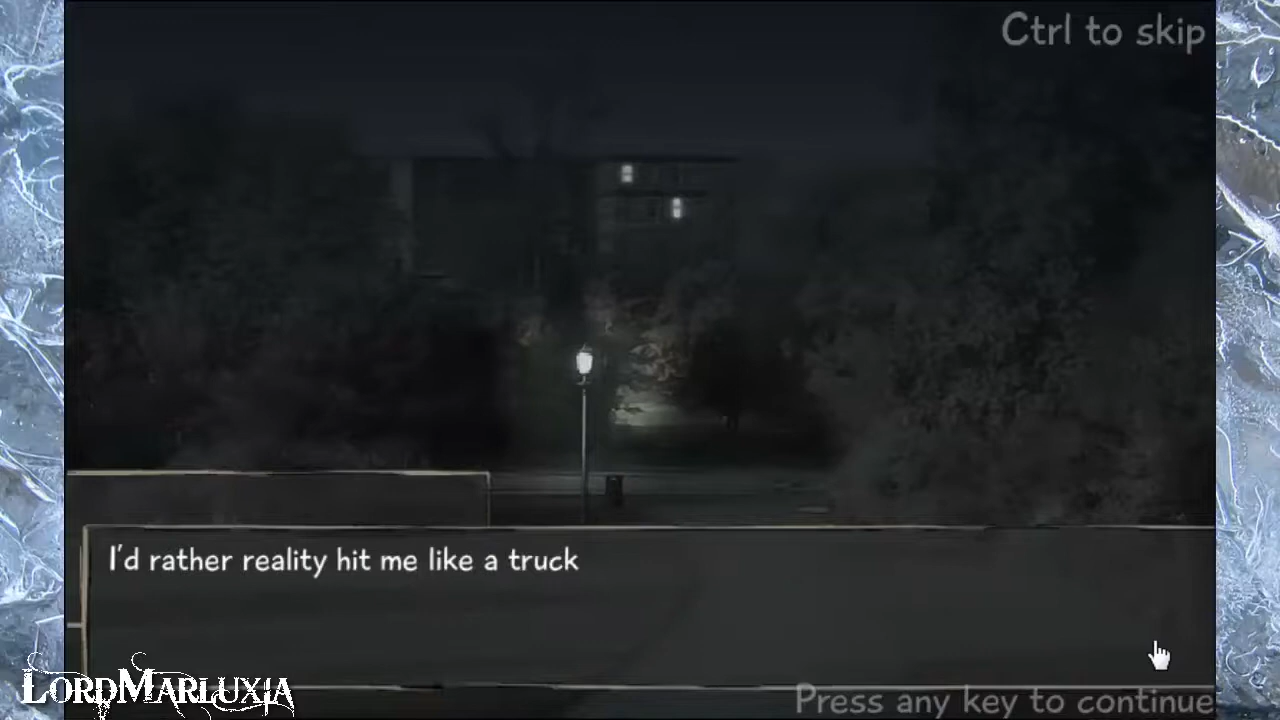 Ctrl to skip
I'd rather reality hit me like a truck
LORDMARLUXIA
Press any key to continue